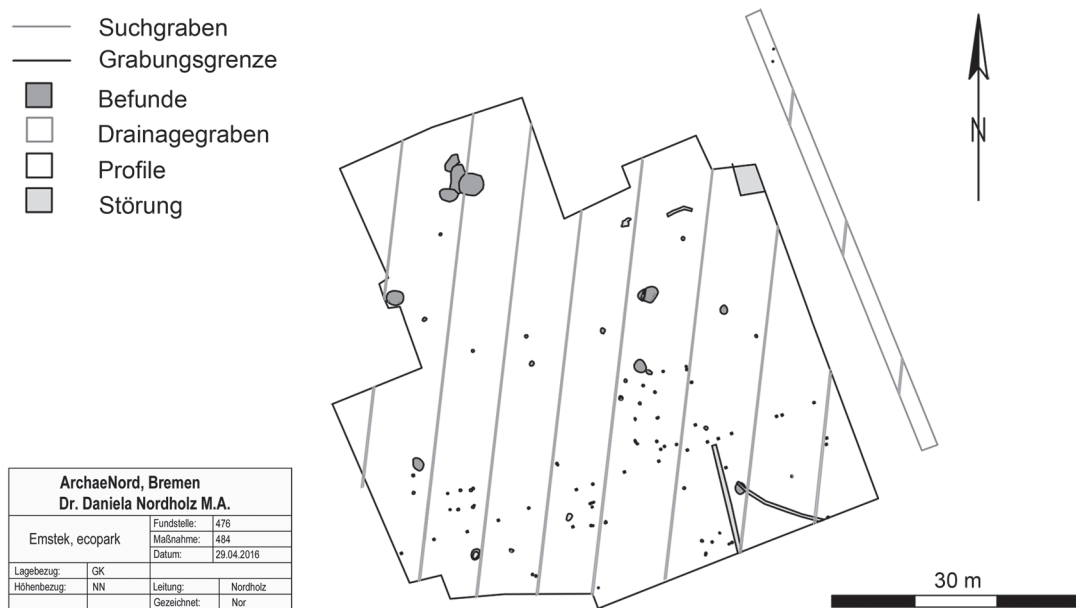 Suchgraben
Grabungsgrenze
Befunde
Drainagegraben
Profile
Störung
N
ArchaeNord, Bremen
Dr. Daniela Nordholz M.A.
Emstek, ecopark
Fundstelle: 476
Maßnahme: 484
Datum: 29.04.2016
Lagebezug: GK
Höhenbezug: NN Leitung: Nordholz
Gezeichnet: Nor
30 m